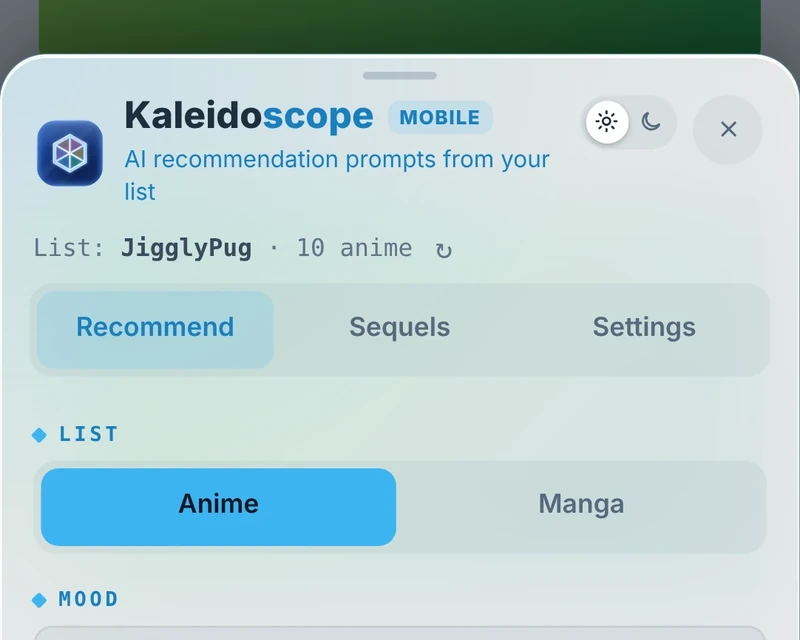 Kaleidoscope MOBILE
AI recommendation prompts from your
list
List: JigglyPug · 10 anime ↻
Recommend Sequels Settings
LIST
Anime Manga
MOOD